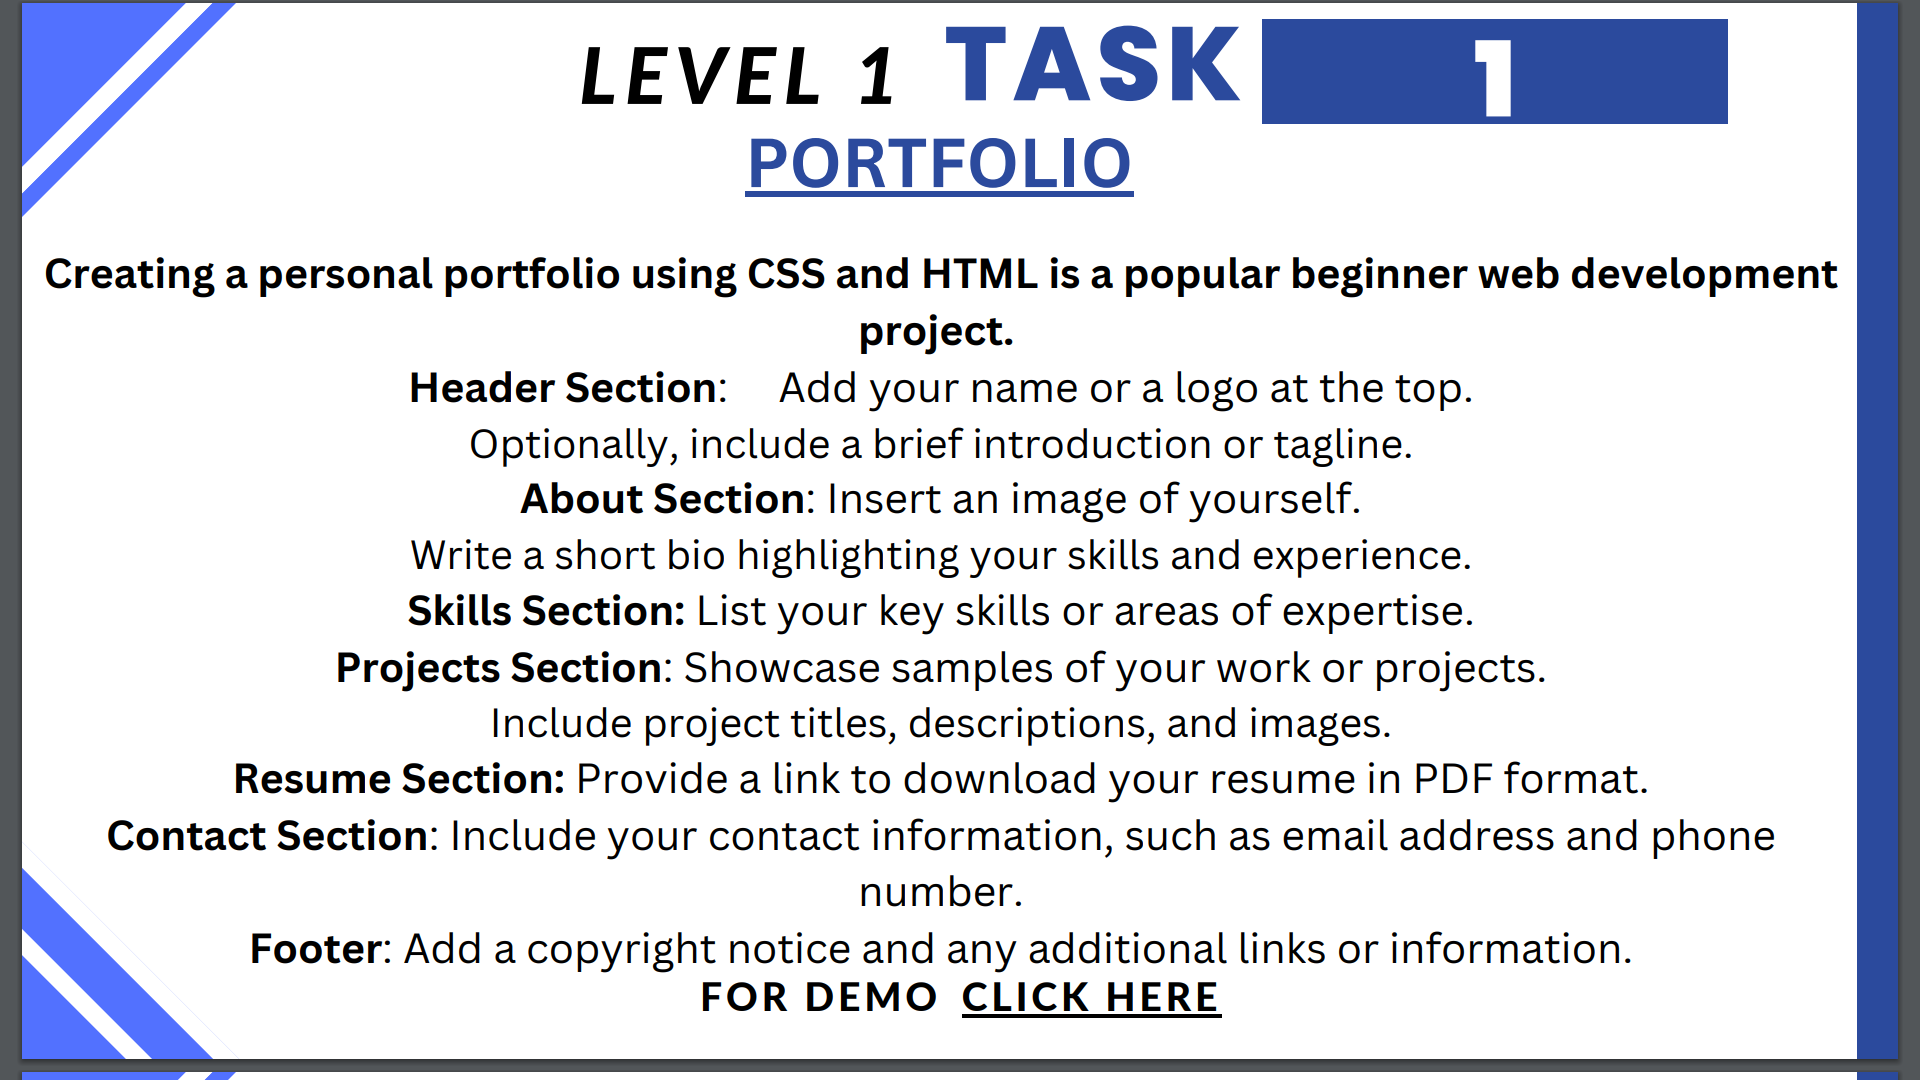 LEVEL 1 TASK 1
PORTFOLIO
Creating a personal portfolio using CSS and HTML is a popular beginner web development
project.
Header Section: Add your name or a logo at the top.
Optionally, include a brief introduction or tagline.
About Section: Insert an image of yourself.
Write a short bio highlighting your skills and experience.
Skills Section: List your key skills or areas of expertise.
Projects Section: Showcase samples of your work or projects.
Include project titles, descriptions, and images.
Resume Section: Provide a link to download your resume in PDF format.
Contact Section: Include your contact information, such as email address and phone
number.
Footer: Add a copyright notice and any additional links or information.
FOR DEMO CLICK HERE